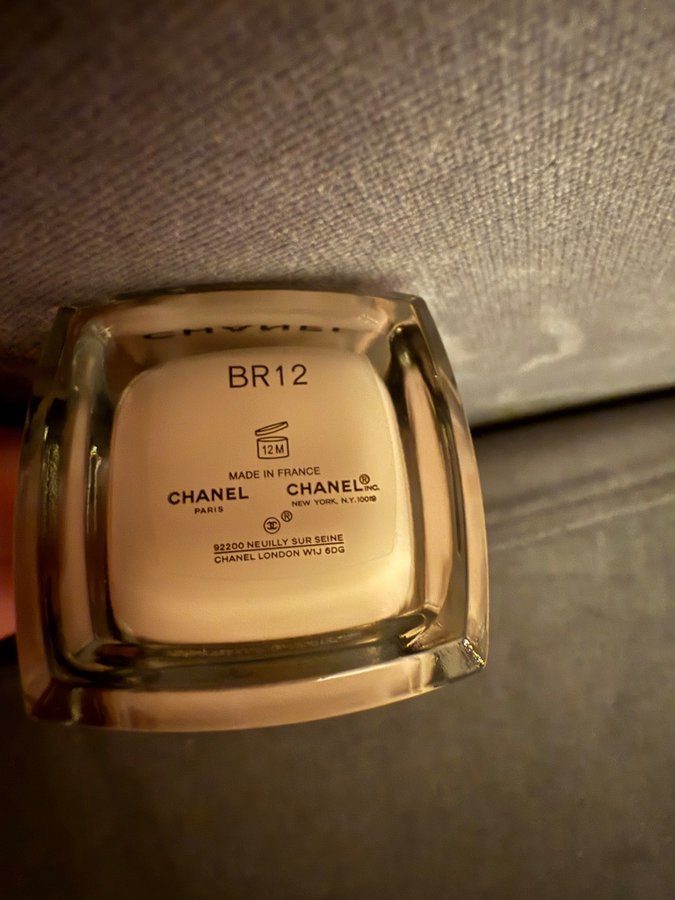 CHANEL
BR12
12M
MADE IN FRANCE
CHANEL
PARIS
CHANEL® INC.
NEW YORK, N.Y. 10019
®
92200 NEUILLY SUR SEINE
CHANEL LONDON W1J 6DG